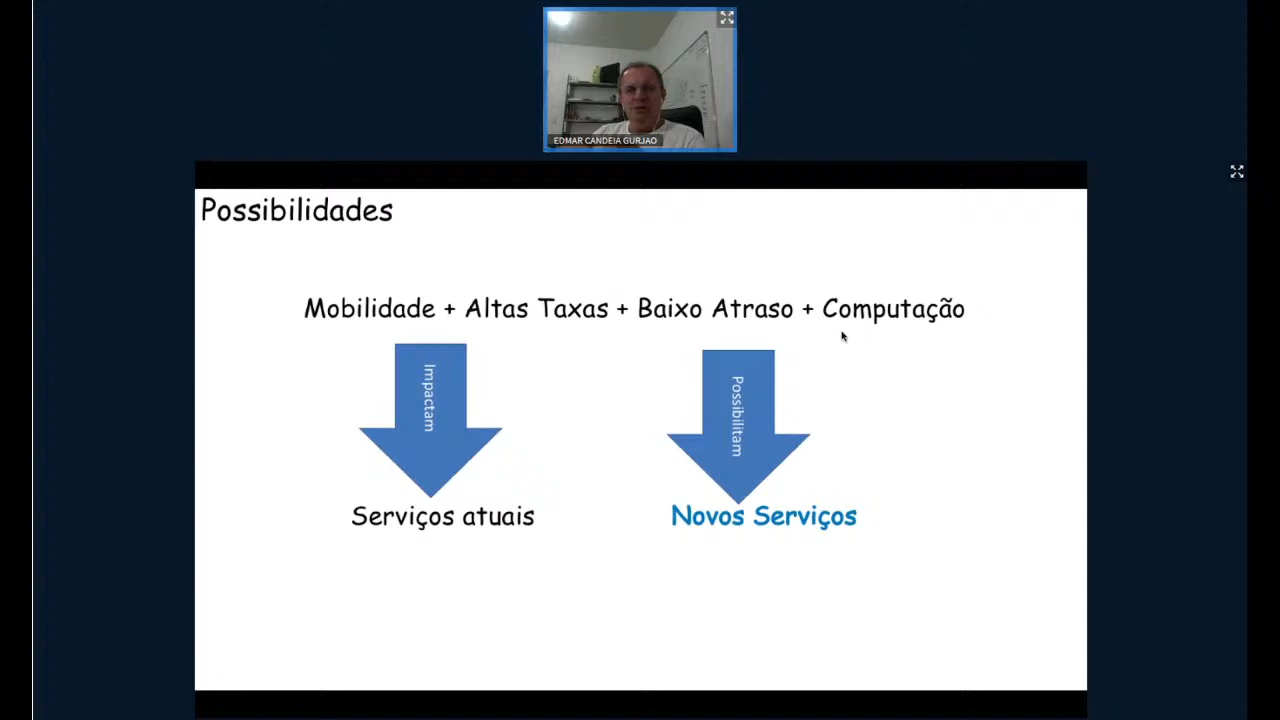 EDMAR CANDEIA GURJAO
Possibilidades
Mobilidade + Altas Taxas + Baixo Atraso + Computação
Impactam
Possibilitam
Serviços atuais
Novos Serviços